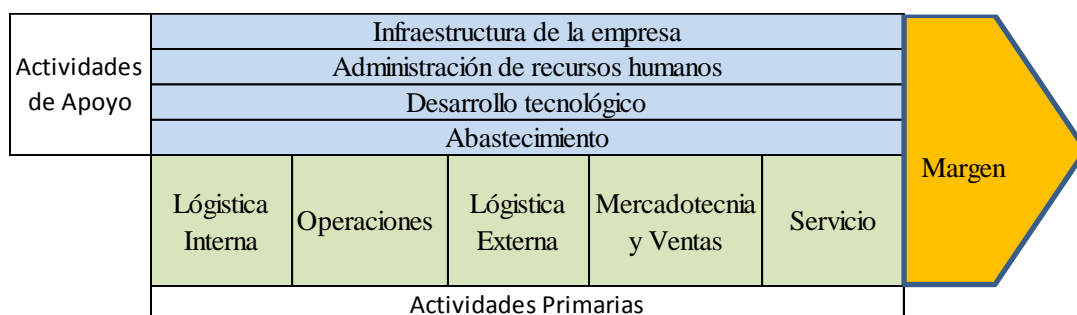 Infraestructura de la empresa
Actividades
de Apoyo
Administración de recursos humanos
Desarrollo tecnológico
Abastecimiento
Lógistica
Interna
Operaciones
Lógistica
Externa
Mercadotecnia
y Ventas
Servicio
Margen
Actividades Primarias